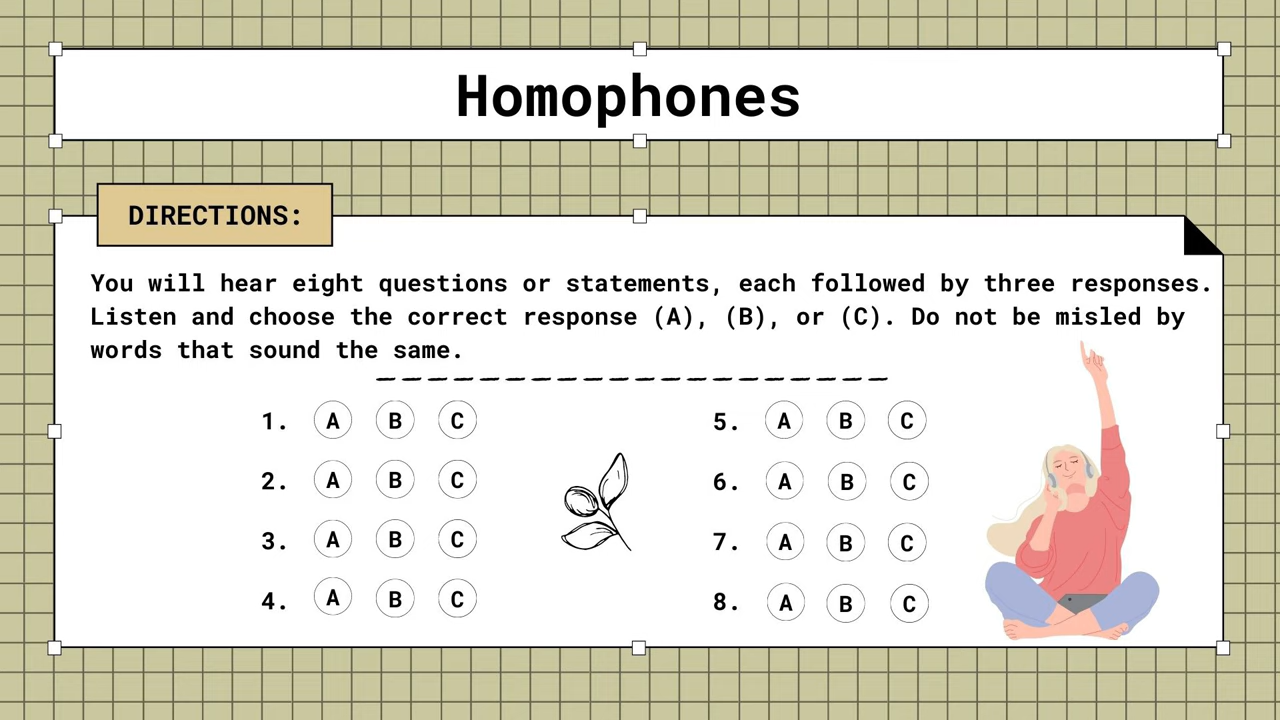 Homophones
DIRECTIONS:
You will hear eight questions or statements, each followed by three responses.
Listen and choose the correct response (A), (B), or (C). Do not be misled by
words that sound the same.
1. A B C
2. A B C
3. A B C
4. A B C
5. A B C
6. A B C
7. A B C
8. A B C